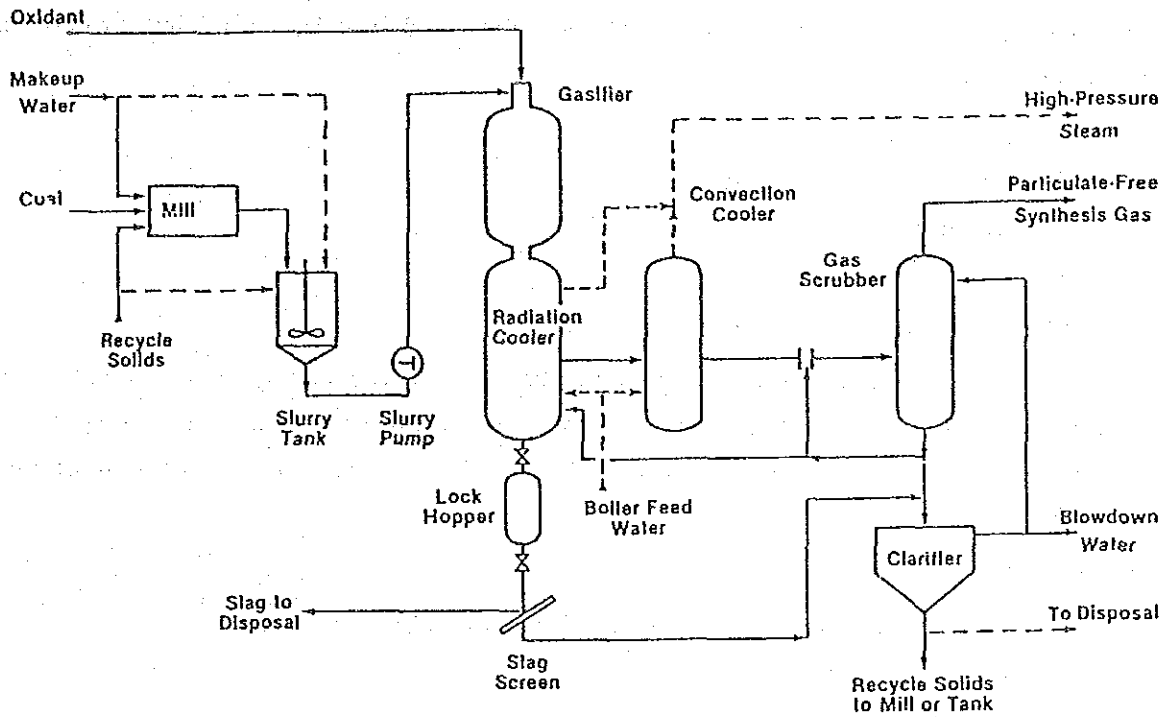 Oxidant
Makeup
Water
Coal
Mill
Recycle
Solids
Slurry
Tank
Slurry
Pump
Gasifier
Radiation
Cooler
Convection
Cooler
High-Pressure
Steam
Particulate-Free
Synthesis Gas
Gas
Scrubber
Lock
Hopper
Boiler Feed
Water
Blowdown
Water
Clarifier
Slag to
Disposal
Slag
Screen
To Disposal
Recycle Solids
to Mill or Tank